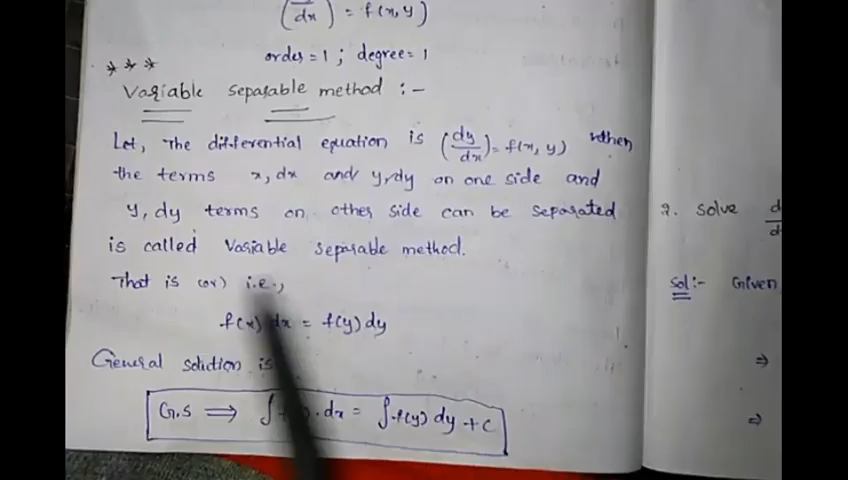 (dy/dx) = f(x,y)
order = 1 ; degree = 1
***
Variable separable method :-
Let, The differential equation is (dy/dx) = f(x, y) when
the terms x, dx and y, dy on one side and
y, dy terms on other side can be separated
is called variable separable method.
That is (or) i.e.,
f(x) dx = f(y) dy
General solution is
G.S ⇒ ∫ . dx = ∫ f(y) dy + c
2. Solve
Sol:- Given
⇒
⇒